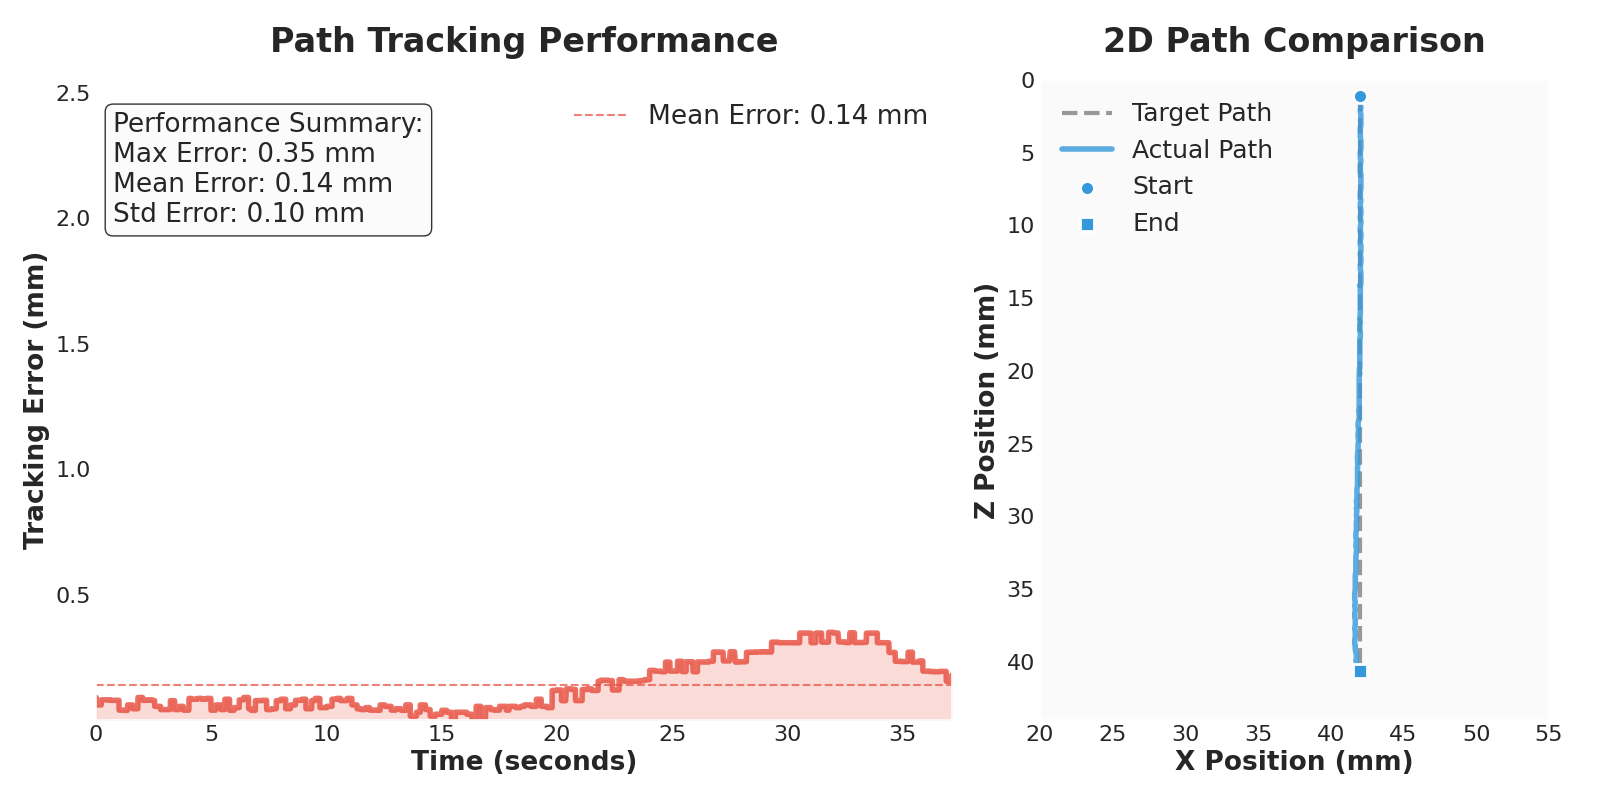 Path Tracking Performance
2.5
2.0
1.5
1.0
0.5
Tracking Error (mm)
Performance Summary:
Max Error: 0.35 mm
Mean Error: 0.14 mm
Std Error: 0.10 mm
Mean Error: 0.14 mm
0 5 10 15 20 25 30 35
Time (seconds)
2D Path Comparison
0
5
10
15
20
25
30
35
40
Z Position (mm)
Target Path
Actual Path
Start
End
20 25 30 35 40 45 50 55
X Position (mm)